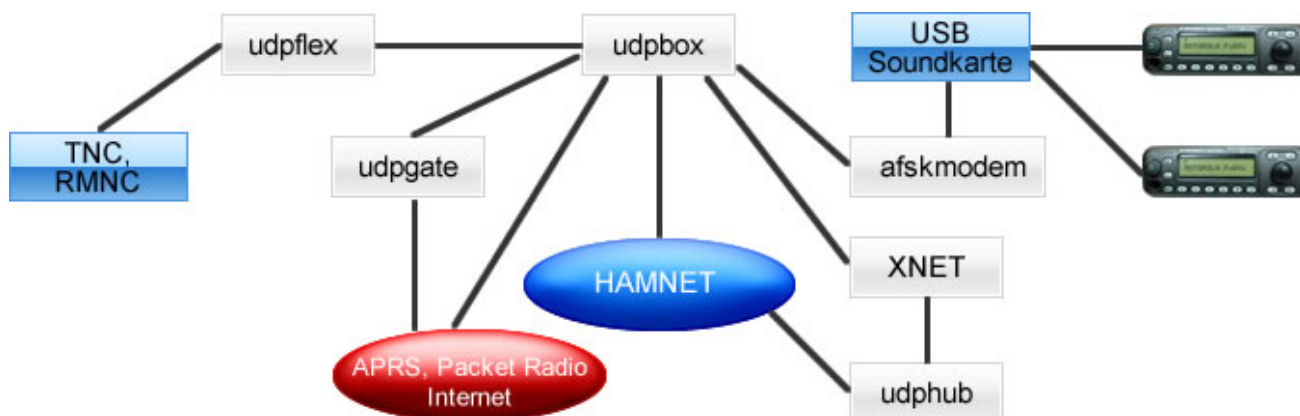 udpflex
udpbox
USB
Soundkarte
TNC,
RMNC
udpgate
afskmodem
HAMNET
XNET
APRS, Packet Radio
Internet
udphub